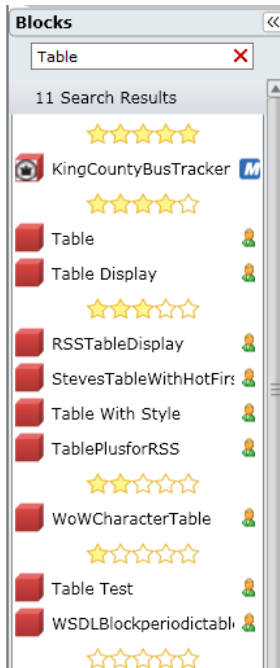 Blocks
Table
11 Search Results
KingCountyBusTracker M
Table
Table Display
RSSTableDisplay
StevesTableWithHotFirs
Table With Style
TablePlusforRSS
WoWCharacterTable
Table Test
WSDLBlockperiodictabl